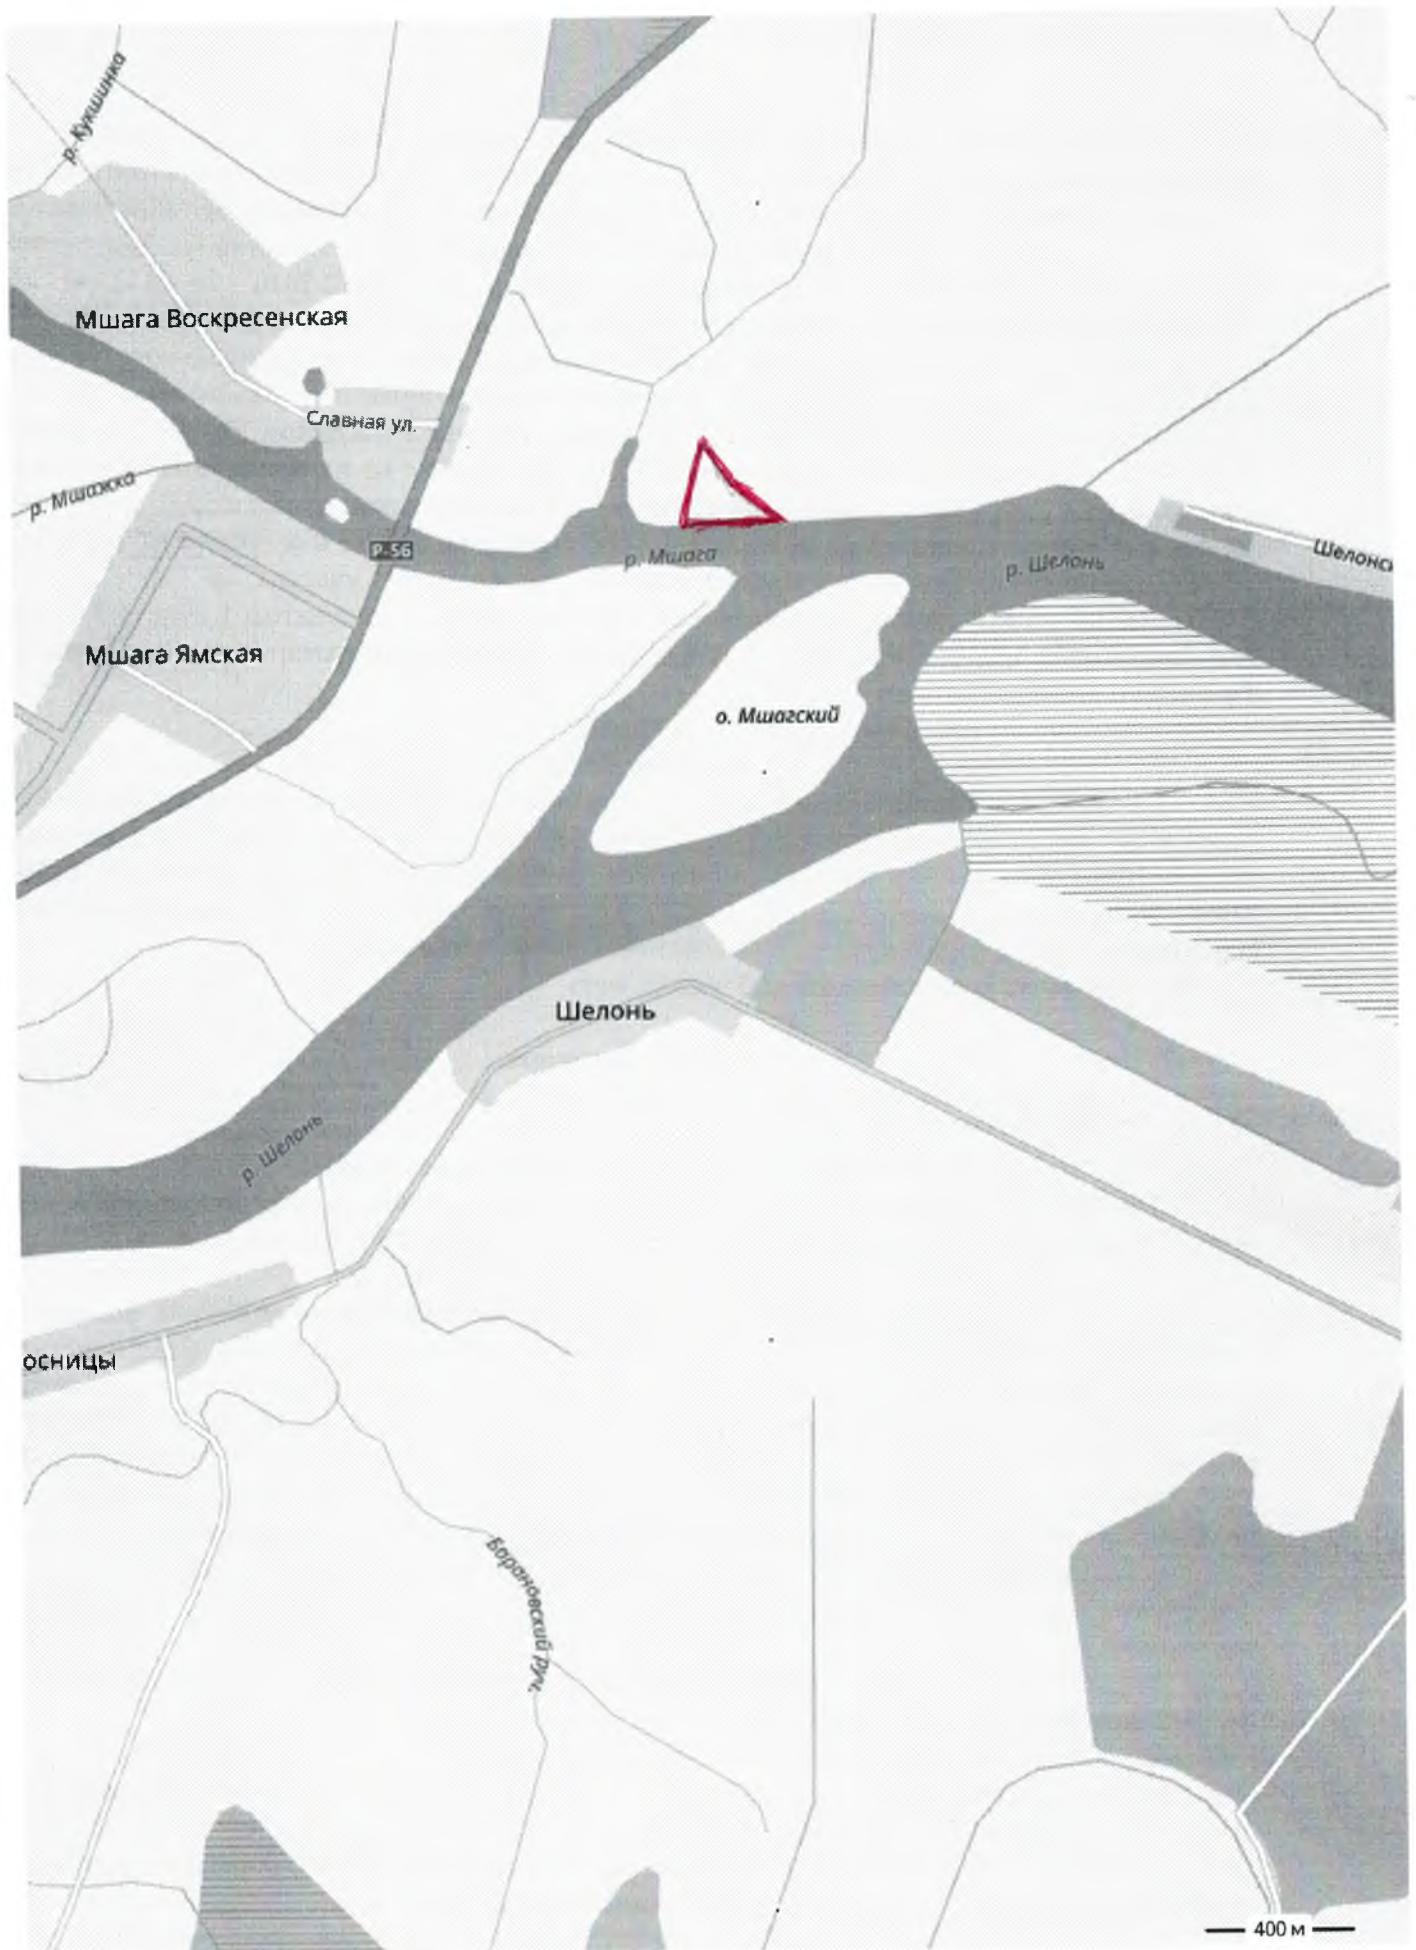 р. Кукшинка
Мшага Воскресенская
Славная ул.
р. Мшажка
Р-56
р. Мшага
р. Шелонь
Шелонск
Мшага Ямская
о. Мшагский
Шелонь
р. Шелонь
осницы
Барановский руч.
400 м